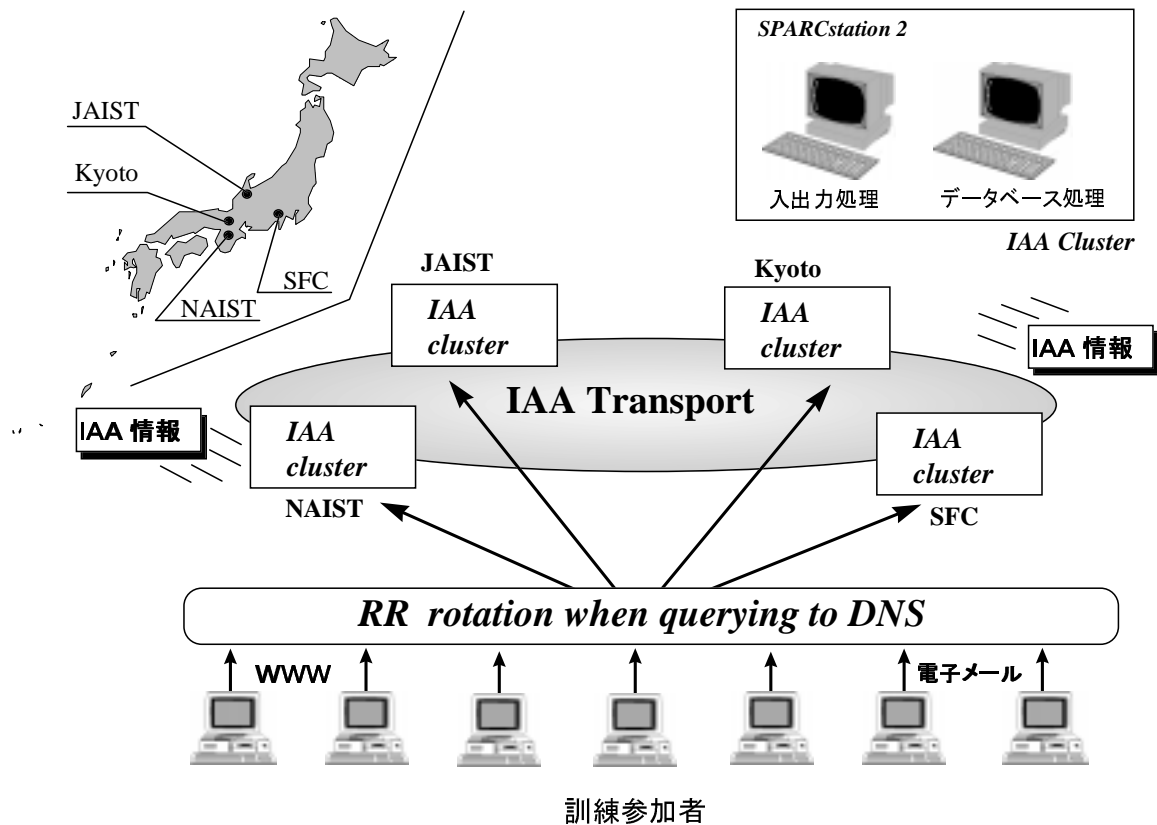 JAIST
Kyoto
NAIST
SFC
SPARCstation 2
入出力処理
データベース処理
IAA Cluster
JAIST
IAA
cluster
Kyoto
IAA
cluster
IAA 情報
IAA Transport
IAA 情報
IAA
cluster
NAIST
IAA
cluster
SFC
RR rotation when querying to DNS
WWW
電子メール
訓練参加者